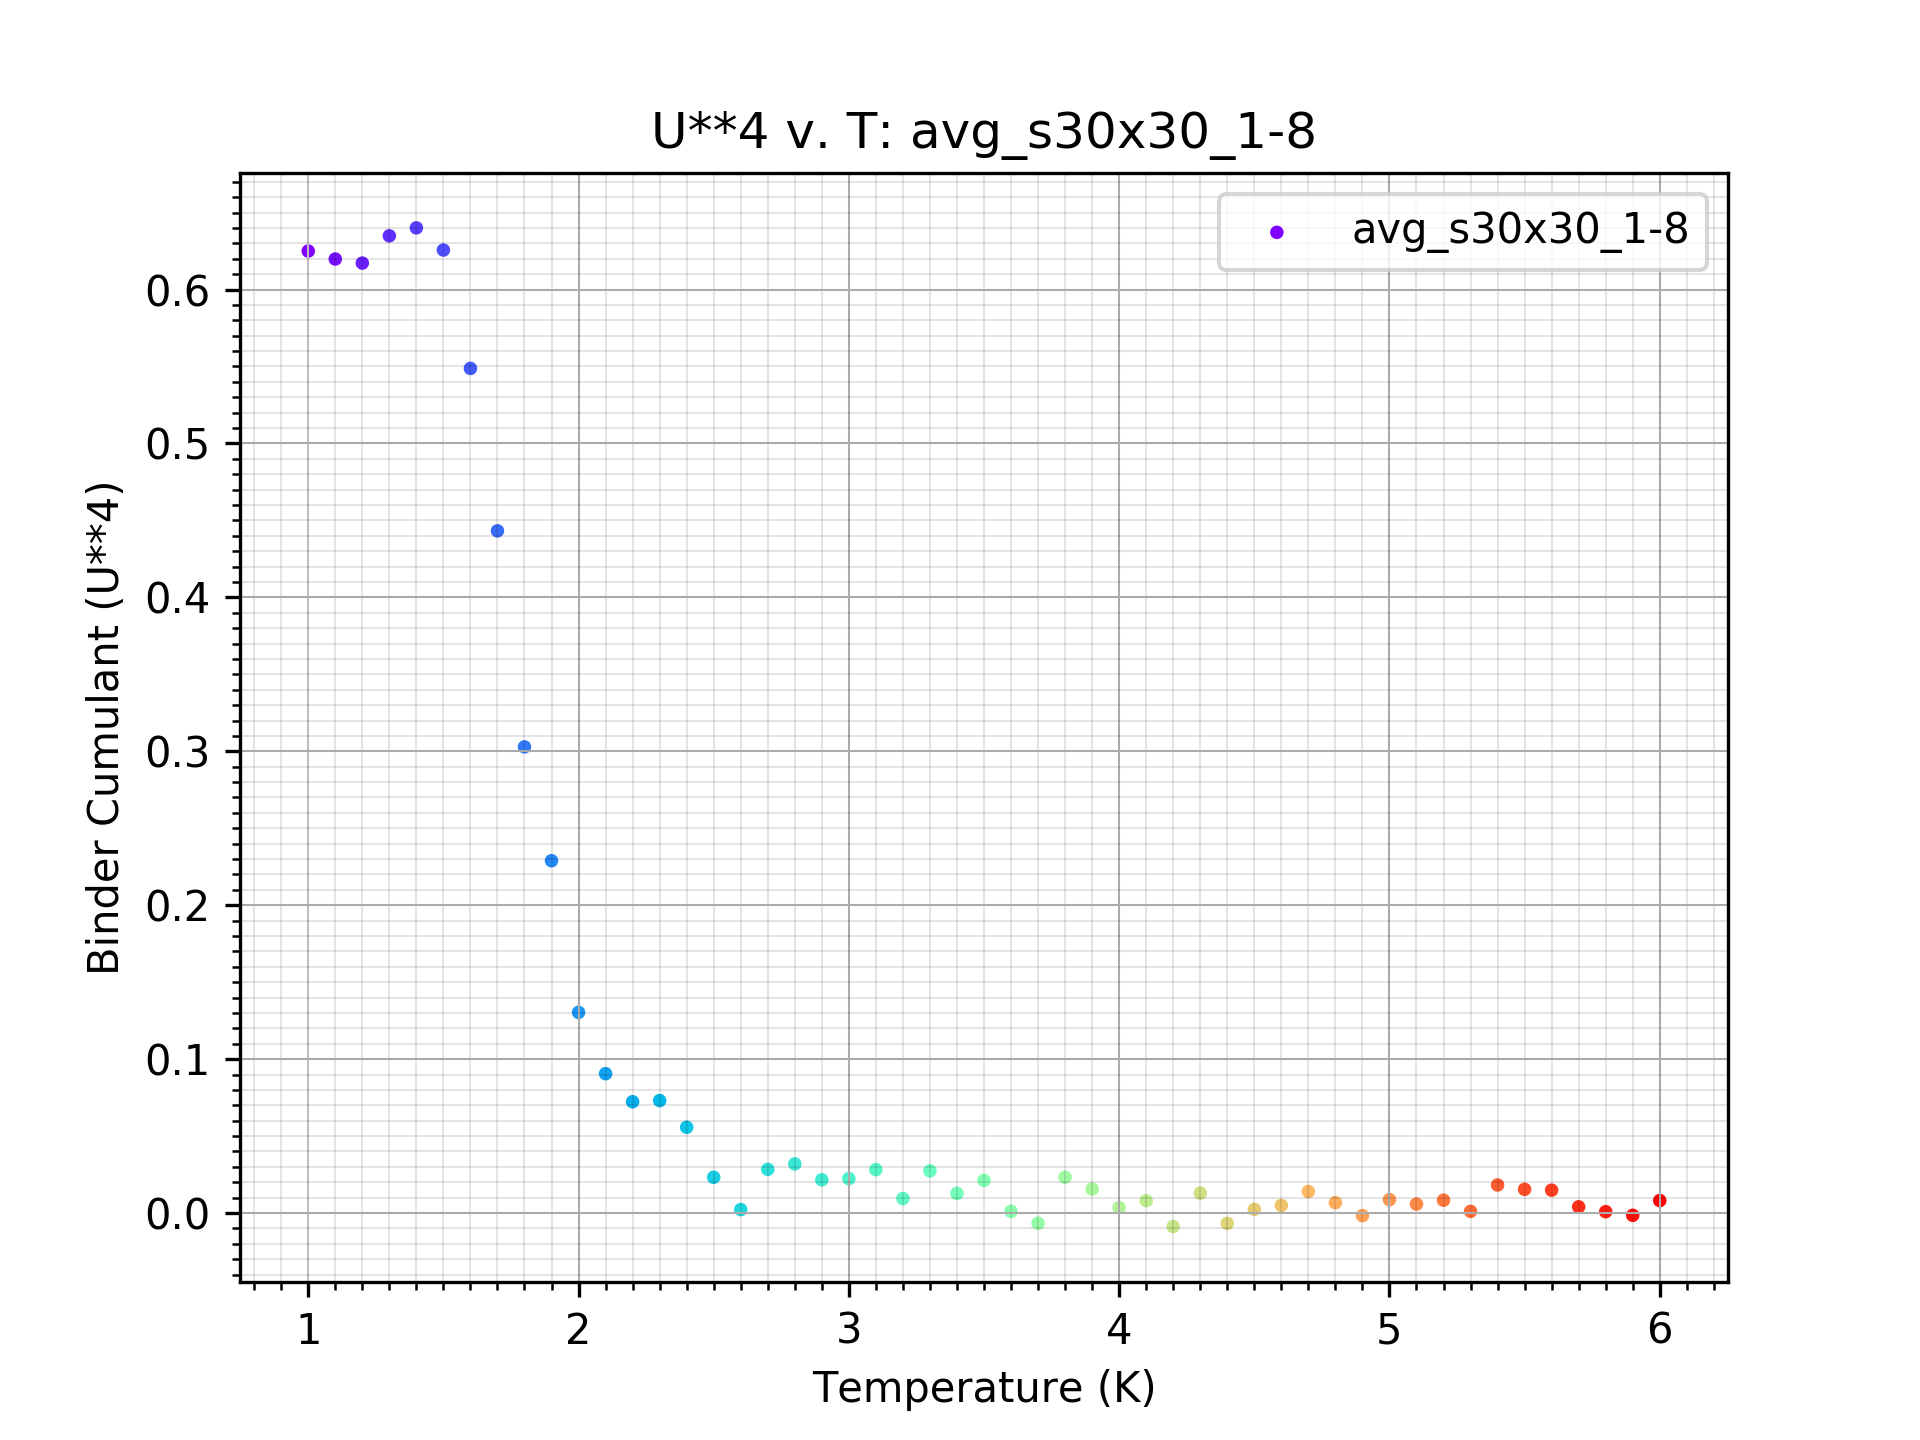 U**4 v. T: avg_s30x30_1-8
avg_s30x30_1-8
Binder Cumulant (U**4)
0.6
0.5
0.4
0.3
0.2
0.1
0.0
1 2 3 4 5 6
Temperature (K)